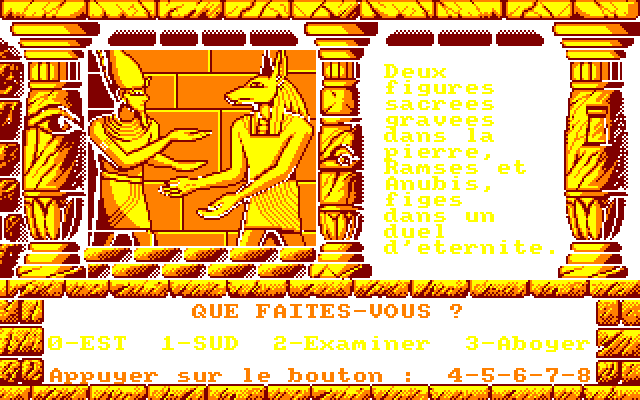 Deux
figures
sacrees
gravees
dans la
pierre,
Ramses et
Anubis,
figes
dans un
duel
d'eternite.
QUE FAITES-VOUS ?
0-EST 1-SUD 2-Examiner 3-Aboyer
Appuyer sur le bouton : 4-5-6-7-8